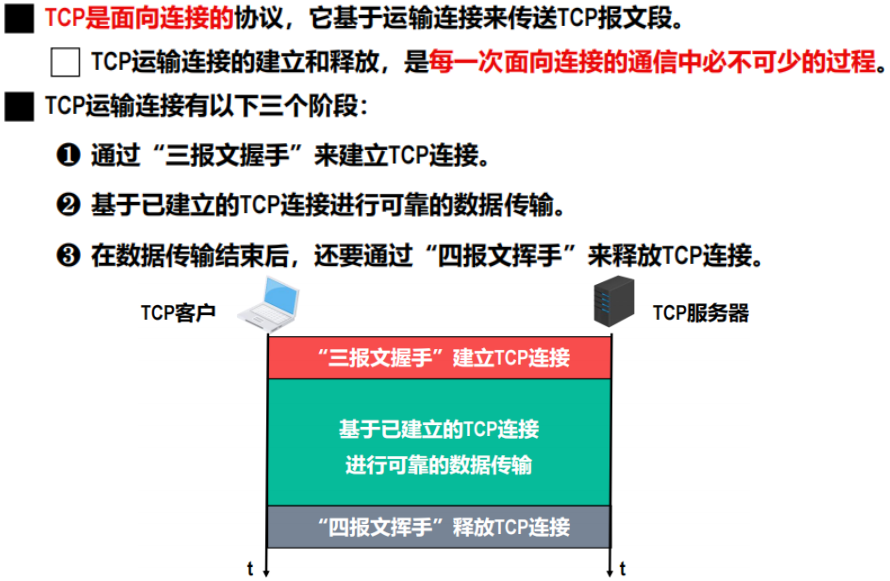 TCP是面向连接的协议，它基于运输连接来传送TCP报文段。
TCP运输连接的建立和释放，是每一次面向连接的通信中必不可少的过程。
TCP运输连接有以下三个阶段：
❶ 通过“三报文握手”来建立TCP连接。
❷ 基于已建立的TCP连接进行可靠的数据传输。
❸ 在数据传输结束后，还要通过“四报文挥手”来释放TCP连接。
TCP客户
TCP服务器
“三报文握手”建立TCP连接
基于已建立的TCP连接
进行可靠的数据传输
“四报文挥手”释放TCP连接
t
t